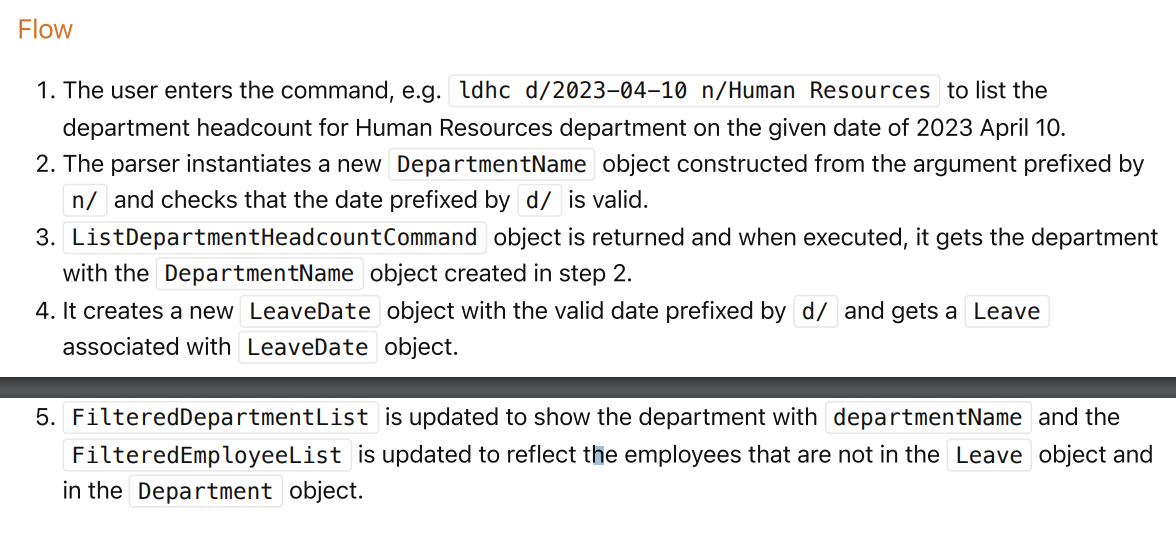 Flow
1. The user enters the command, e.g. ldhc d/2023-04-10 n/Human Resources to list the
department headcount for Human Resources department on the given date of 2023 April 10.
2. The parser instantiates a new DepartmentName object constructed from the argument prefixed by
n/ and checks that the date prefixed by d/ is valid.
3. ListDepartmentHeadcountCommand object is returned and when executed, it gets the department
with the DepartmentName object created in step 2.
4. It creates a new LeaveDate object with the valid date prefixed by d/ and gets a Leave
associated with LeaveDate object.
5. FilteredDepartmentList is updated to show the department with departmentName and the
FilteredEmployeeList is updated to reflect the employees that are not in the Leave object and
in the Department object.